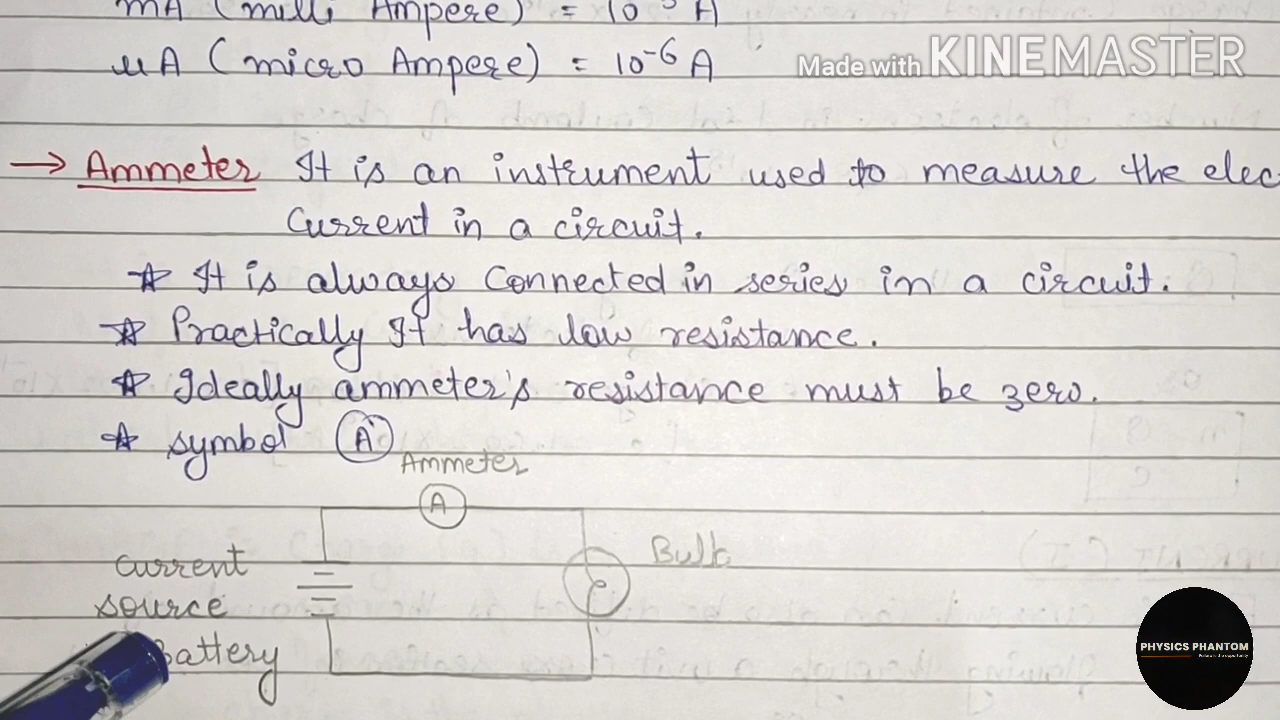 mA (milli Ampere) = 10⁻³ A
μA (micro Ampere) = 10⁻⁶ A
Made with KINEMASTER
→ Ammeter It is an instrument used to measure the elec
Current in a circuit.
☆ It is always Connected in series in a circuit.
☆ Practically It has low resistance.
☆ Ideally ammeter's resistance must be zero.
☆ symbol (A)
Ammeter
A
Bulb
Current
source
Battery
PHYSICS PHANTOM